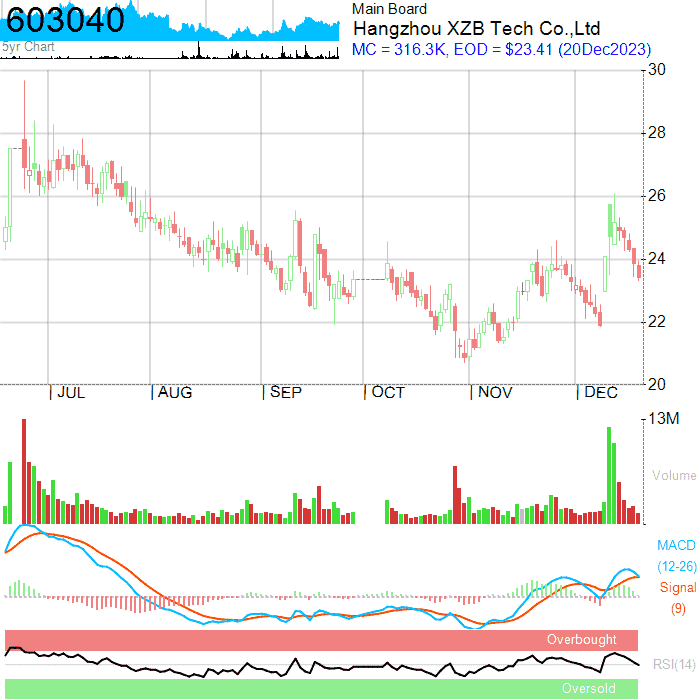 603040
5yr Chart
Main Board
Hangzhou XZB Tech Co.,Ltd
MC = 316.3K, EOD = $23.41 (20Dec2023)
30
28
26
24
22
20
JUL
AUG
SEP
OCT
NOV
DEC
13M
Volume
MACD
(12-26)
Signal
(9)
Overbought
RSI(14)
Oversold